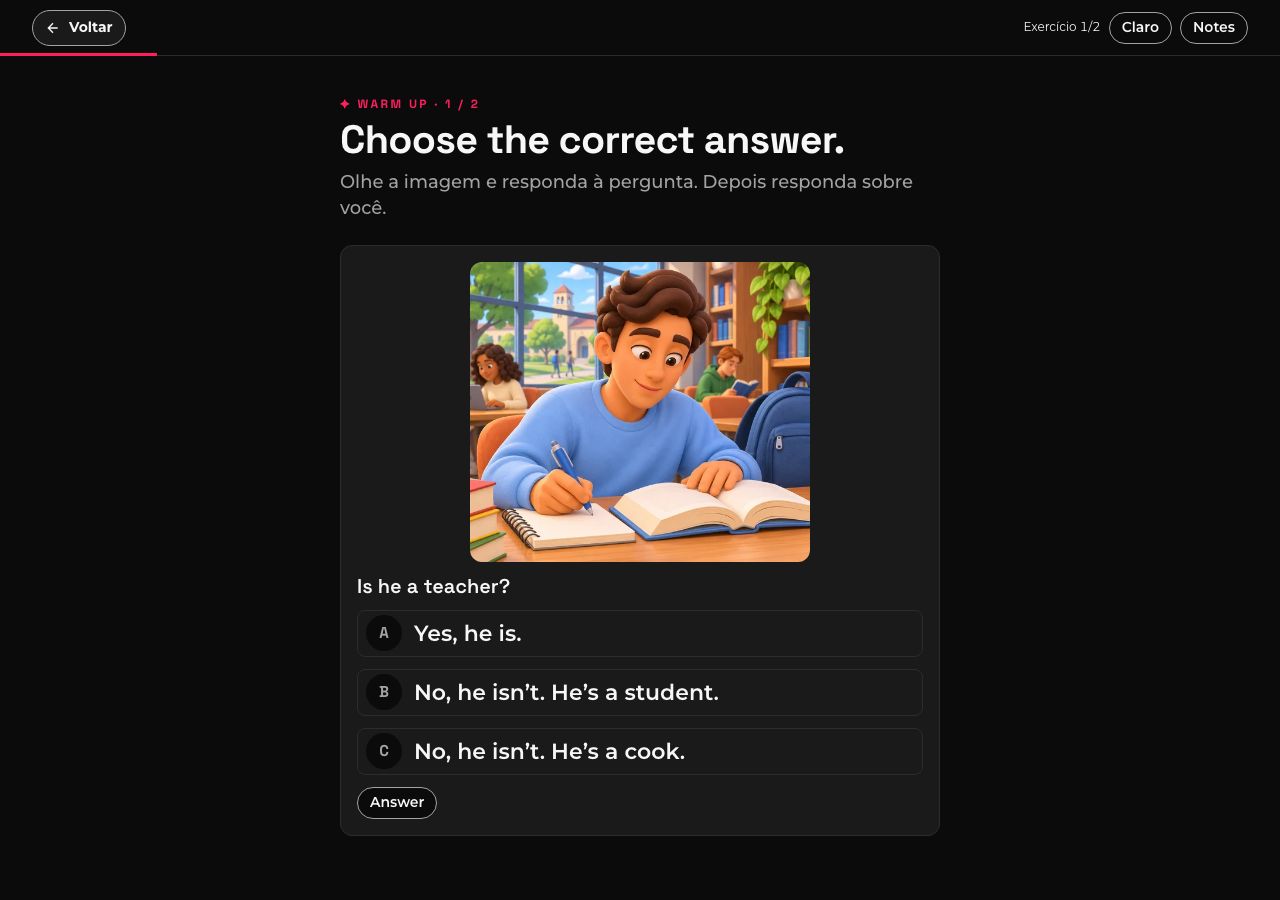 ← Voltar
Exercício 1/2
Claro
Notes
✦ WARM UP · 1 / 2
Choose the correct answer.
Olhe a imagem e responda à pergunta. Depois responda sobre
você.
Is he a teacher?
A Yes, he is.
B No, he isn’t. He’s a student.
C No, he isn’t. He’s a cook.
Answer